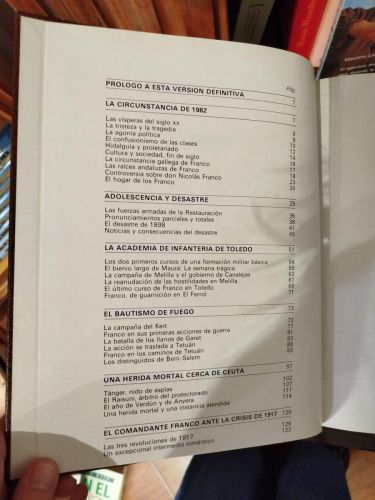 Pág.
PROLOGO A ESTA VERSION DEFINITIVA 1
LA CIRCUNSTANCIA DE 1982 7
Las vísperas del siglo XX 8
La tristeza y la tragedia 8
La agonía política 8
El confusionismo de las clases 10
Hidalguía y proletariado 12
Cultura y sociedad, fin de siglo 14
La circunstancia gallega de Franco 16
Las raíces andaluzas de Franco 17
Controversia sobre don Nicolás Franco 18
El hogar de los Franco 23
26
ADOLESCENCIA Y DESASTRE 29
Las fuerzas armadas de la Restauración 36
Pronunciamientos parciales y totales 38
El desastre de 1898 41
Noticias y consecuencias del desastre 45
LA ACADEMIA DE INFANTERIA DE TOLEDO 51
Los dos primeros cursos de una formación militar básica 54
El bienio largo de Maura: La semana trágica 58
La campaña de Melilla y el gobierno de Canalejas 63
La reanudación de las hostilidades en Melilla 67
El último curso de Franco en Toledo 69
Franco, de guarnición en El Ferrol 71
EL BAUTISMO DE FUEGO 73
La campaña del Kert 73
Franco en sus primeras acciones de guerra 77
La batalla de los llanos de Garet 81
La acción se traslada a Tetuán 83
Franco en los caminos de Tetuán 89
Los distinguidos de Beni-Salem 93
UNA HERIDA MORTAL CERCA DE CEUTA 97
Tánger, nido de espías 102
El Raisuni, árbitro del protectorado 107
El año de Verdún y de Anyera 111
Una herida mortal y una instancia atendida 114
EL COMANDANTE FRANCO ANTE LA CRISIS DE 1917 125
Las tres revoluciones de 1917 126
Un excepcional intermedio romántico 133
EL